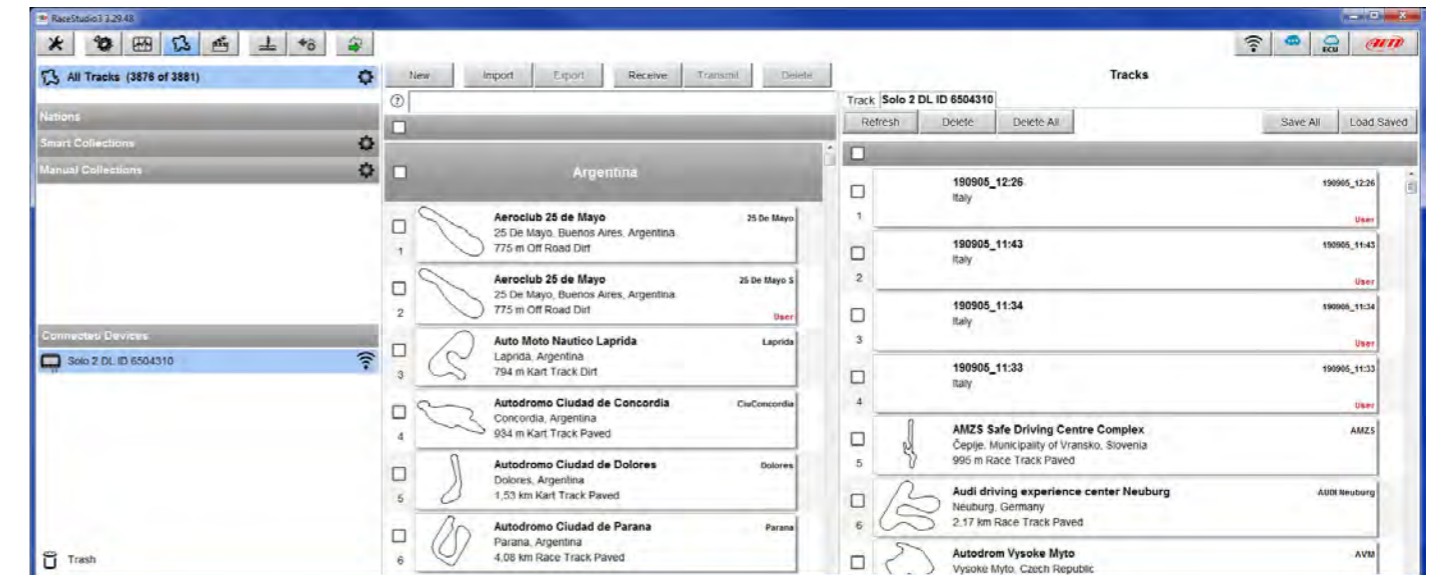 RaceStudio3 3.29.48
ECU
AiM
All Tracks (3876 of 3881)
Nations
Smart Collections
Manual Collections
Connected Devices
Solo 2 DL ID 6504310
Trash
New Import Export Receive Transmit Delete
Argentina
Aeroclub 25 de Mayo 25 De Mayo
25 De Mayo, Buenos Aires, Argentina
775 m Off Road Dirt
1
Aeroclub 25 de Mayo 25 De Mayo S
25 De Mayo, Buenos Aires, Argentina
775 m Off Road Dirt User
2
Auto Moto Nautico Laprida Laprida
Laprida, Argentina
794 m Kart Track Dirt
3
Autodromo Ciudad de Concordia CiuConcordia
Concordia, Argentina
934 m Kart Track Paved
4
Autodromo Ciudad de Dolores Dolores
Dolores, Argentina
1,53 km Kart Track Paved
5
Autodromo Ciudad de Parana Parana
Parana, Argentina
4,08 km Race Track Paved
6
Tracks
Track Solo 2 DL ID 6504310
Refresh Delete Delete All Save All Load Saved
190905_12:26 190905_12:26
Italy
1 User
190905_11:43 190905_11:43
Italy
2 User
190905_11:34 190905_11:34
Italy
3 User
190905_11:33 190905_11:33
Italy
4 User
AMZS Safe Driving Centre Complex AMZS
Čeplje, Municipality of Vransko, Slovenia
995 m Race Track Paved
5
Audi driving experience center Neuburg AUDI Neuburg
Neuburg, Germany
2.17 km Race Track Paved
6
Autodrom Vysoke Myto AVM
Vysoke Myto, Czech Republic